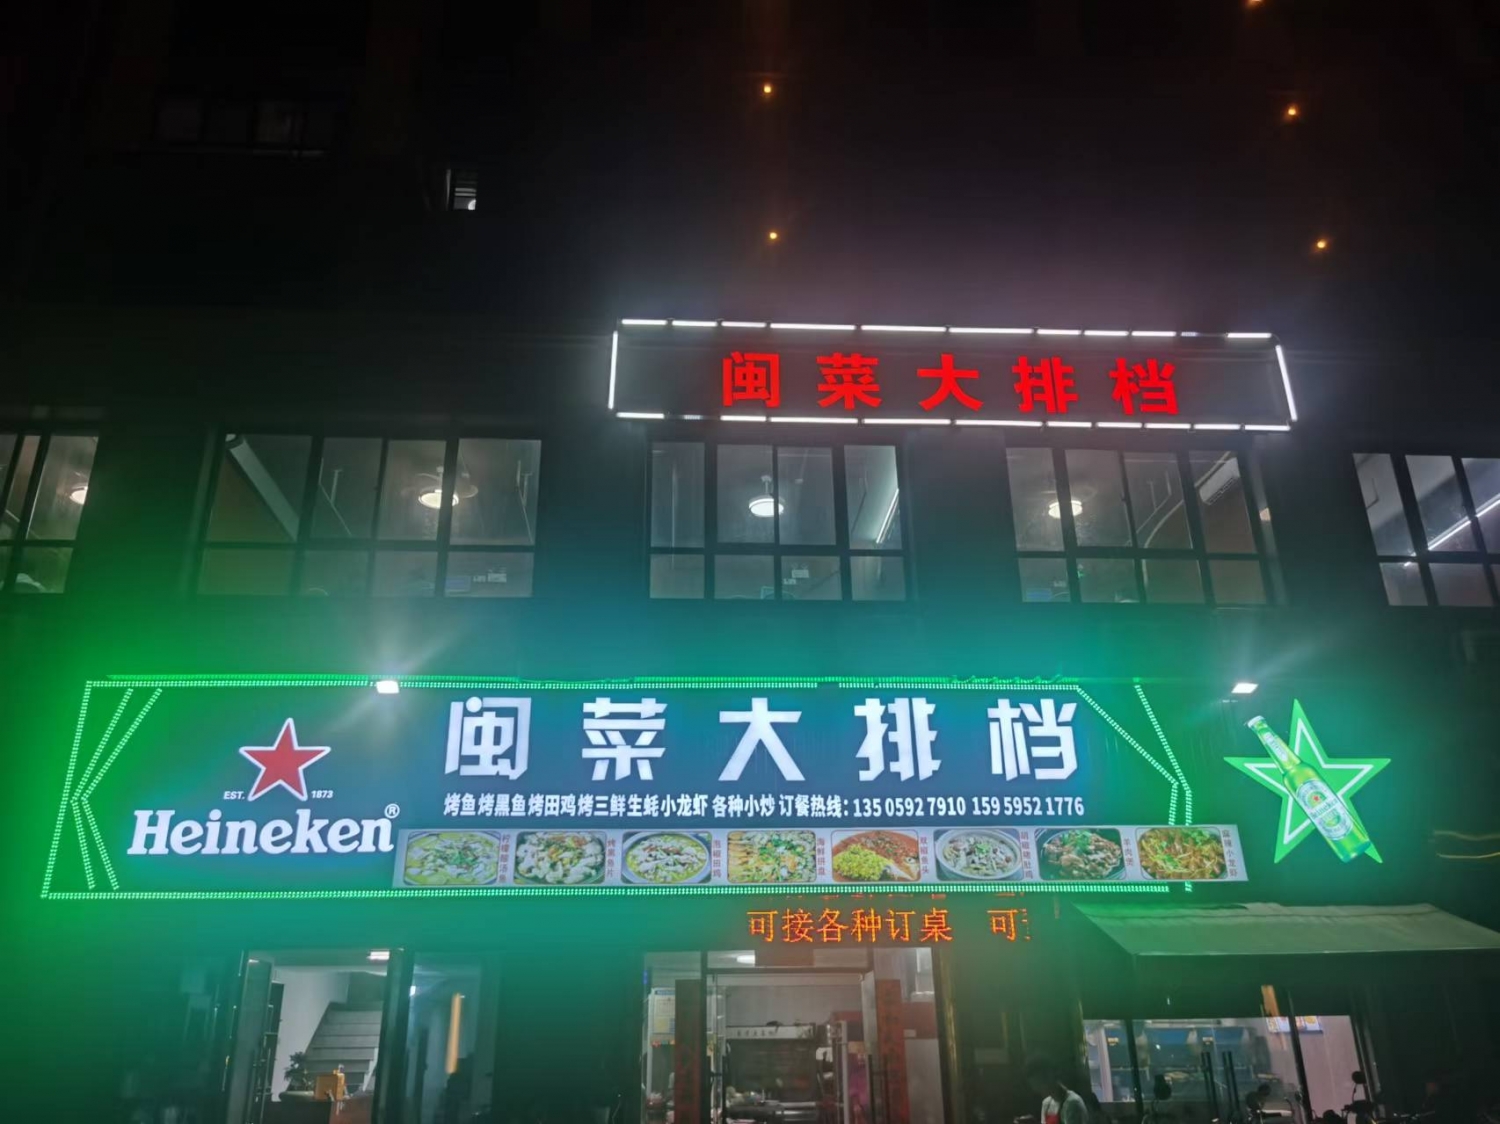 闽菜大排档
闽菜大排档
EST. 1873
Heineken®
烤鱼烤黑鱼烤田鸡烤三鲜生蚝小龙虾 各种小炒 订餐热线：135 0592 7910 159 5952 1776
可接各种订桌 可